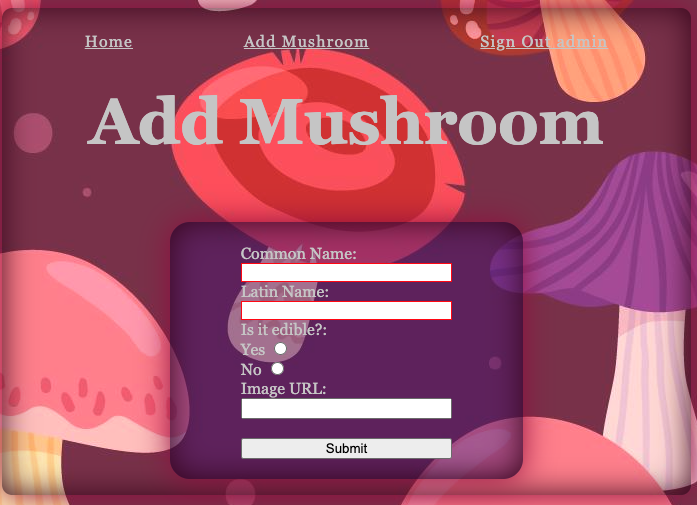 Home Add Mushroom Sign Out admin
Add Mushroom
Common Name:
Latin Name:
Is it edible?:
Yes
No
Image URL:
Submit